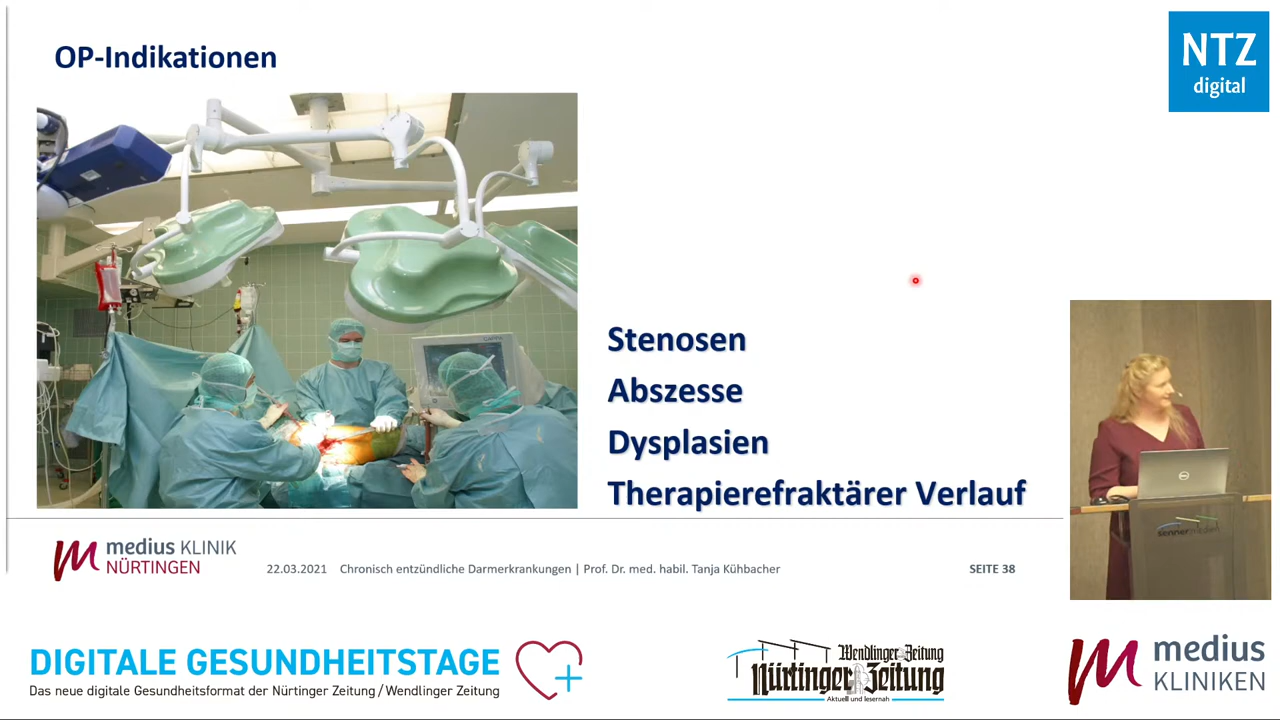 OP-Indikationen
NTZ
digital
Stenosen
Abszesse
Dysplasien
Therapierefraktärer Verlauf
medius KLINIK
NÜRTINGEN
22.03.2021 Chronisch entzündliche Darmerkrankungen | Prof. Dr. med. habil. Tanja Kühbacher
SEITE 38
DELL
DIGITALE GESUNDHEITSTAGE
Das neue digitale Gesundheitsformat der Nürtinger Zeitung / Wendlinger Zeitung
Wendlinger Zeitung
Nürtinger Zeitung
Aktuell und lesernah
medius
KLINIKEN